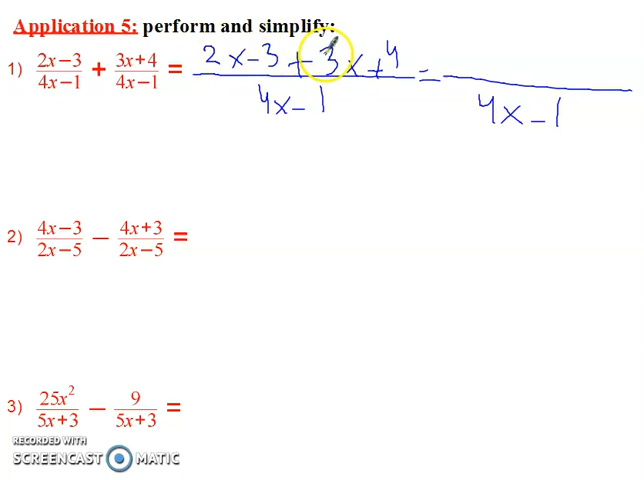 Application 5: perform and simplify:
1) (2x−3)/(4x−1) + (3x+4)/(4x−1) = (2x−3+3x+4)/(4x−1) = /(4x−1)
2) (4x−3)/(2x−5) − (4x+3)/(2x−5) =
3) 25x²/(5x+3) − 9/(5x+3) =
RECORDED WITH
SCREENCAST MATIC